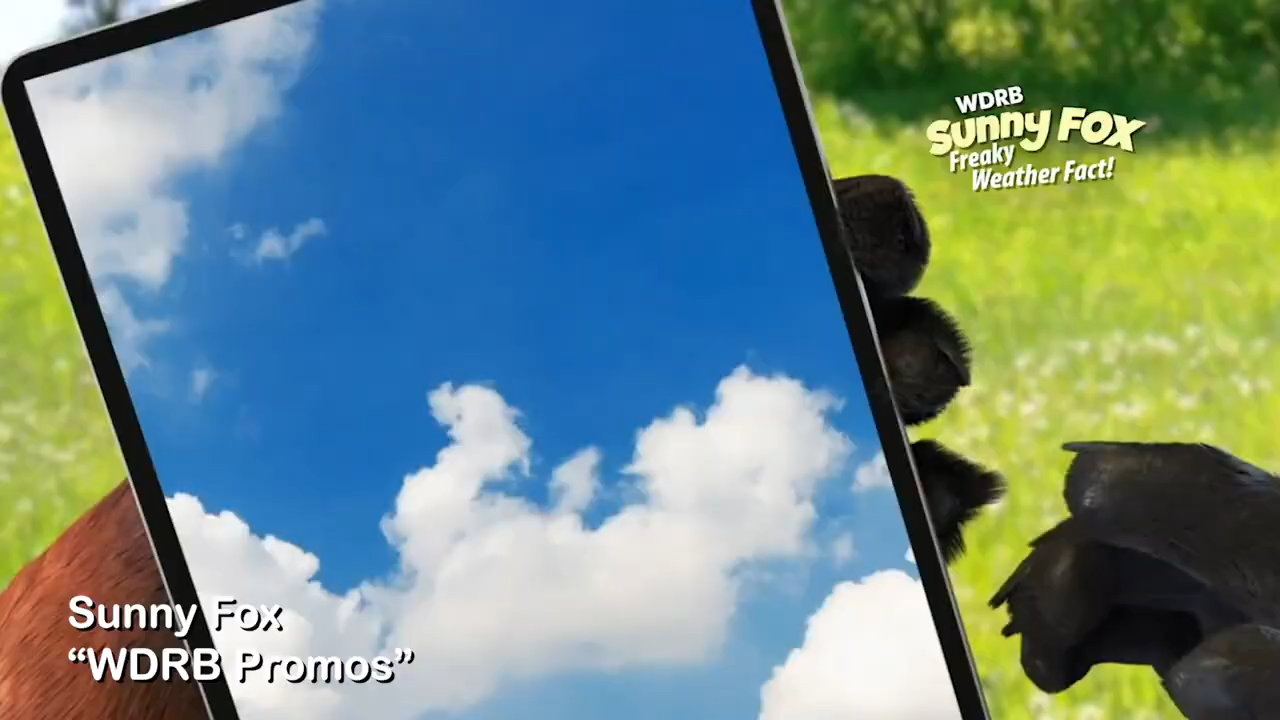 WDRB
Sunny Fox
Freaky
Weather Fact!
Sunny Fox
“WDRB Promos”